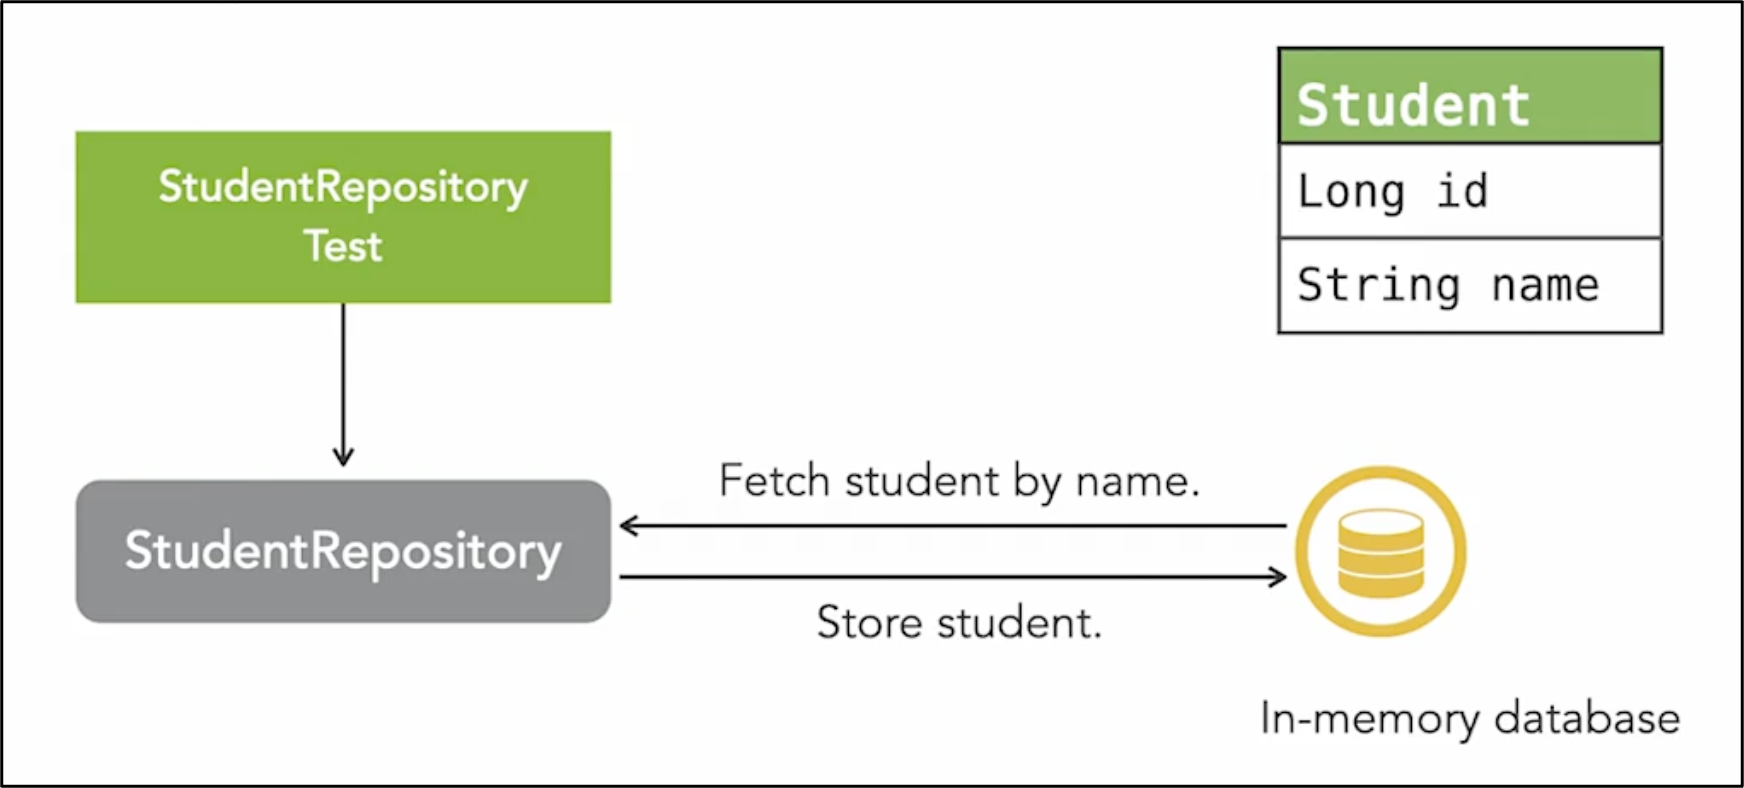 StudentRepository
Test
Student
Long id
String name
StudentRepository
Fetch student by name.
Store student.
In-memory database